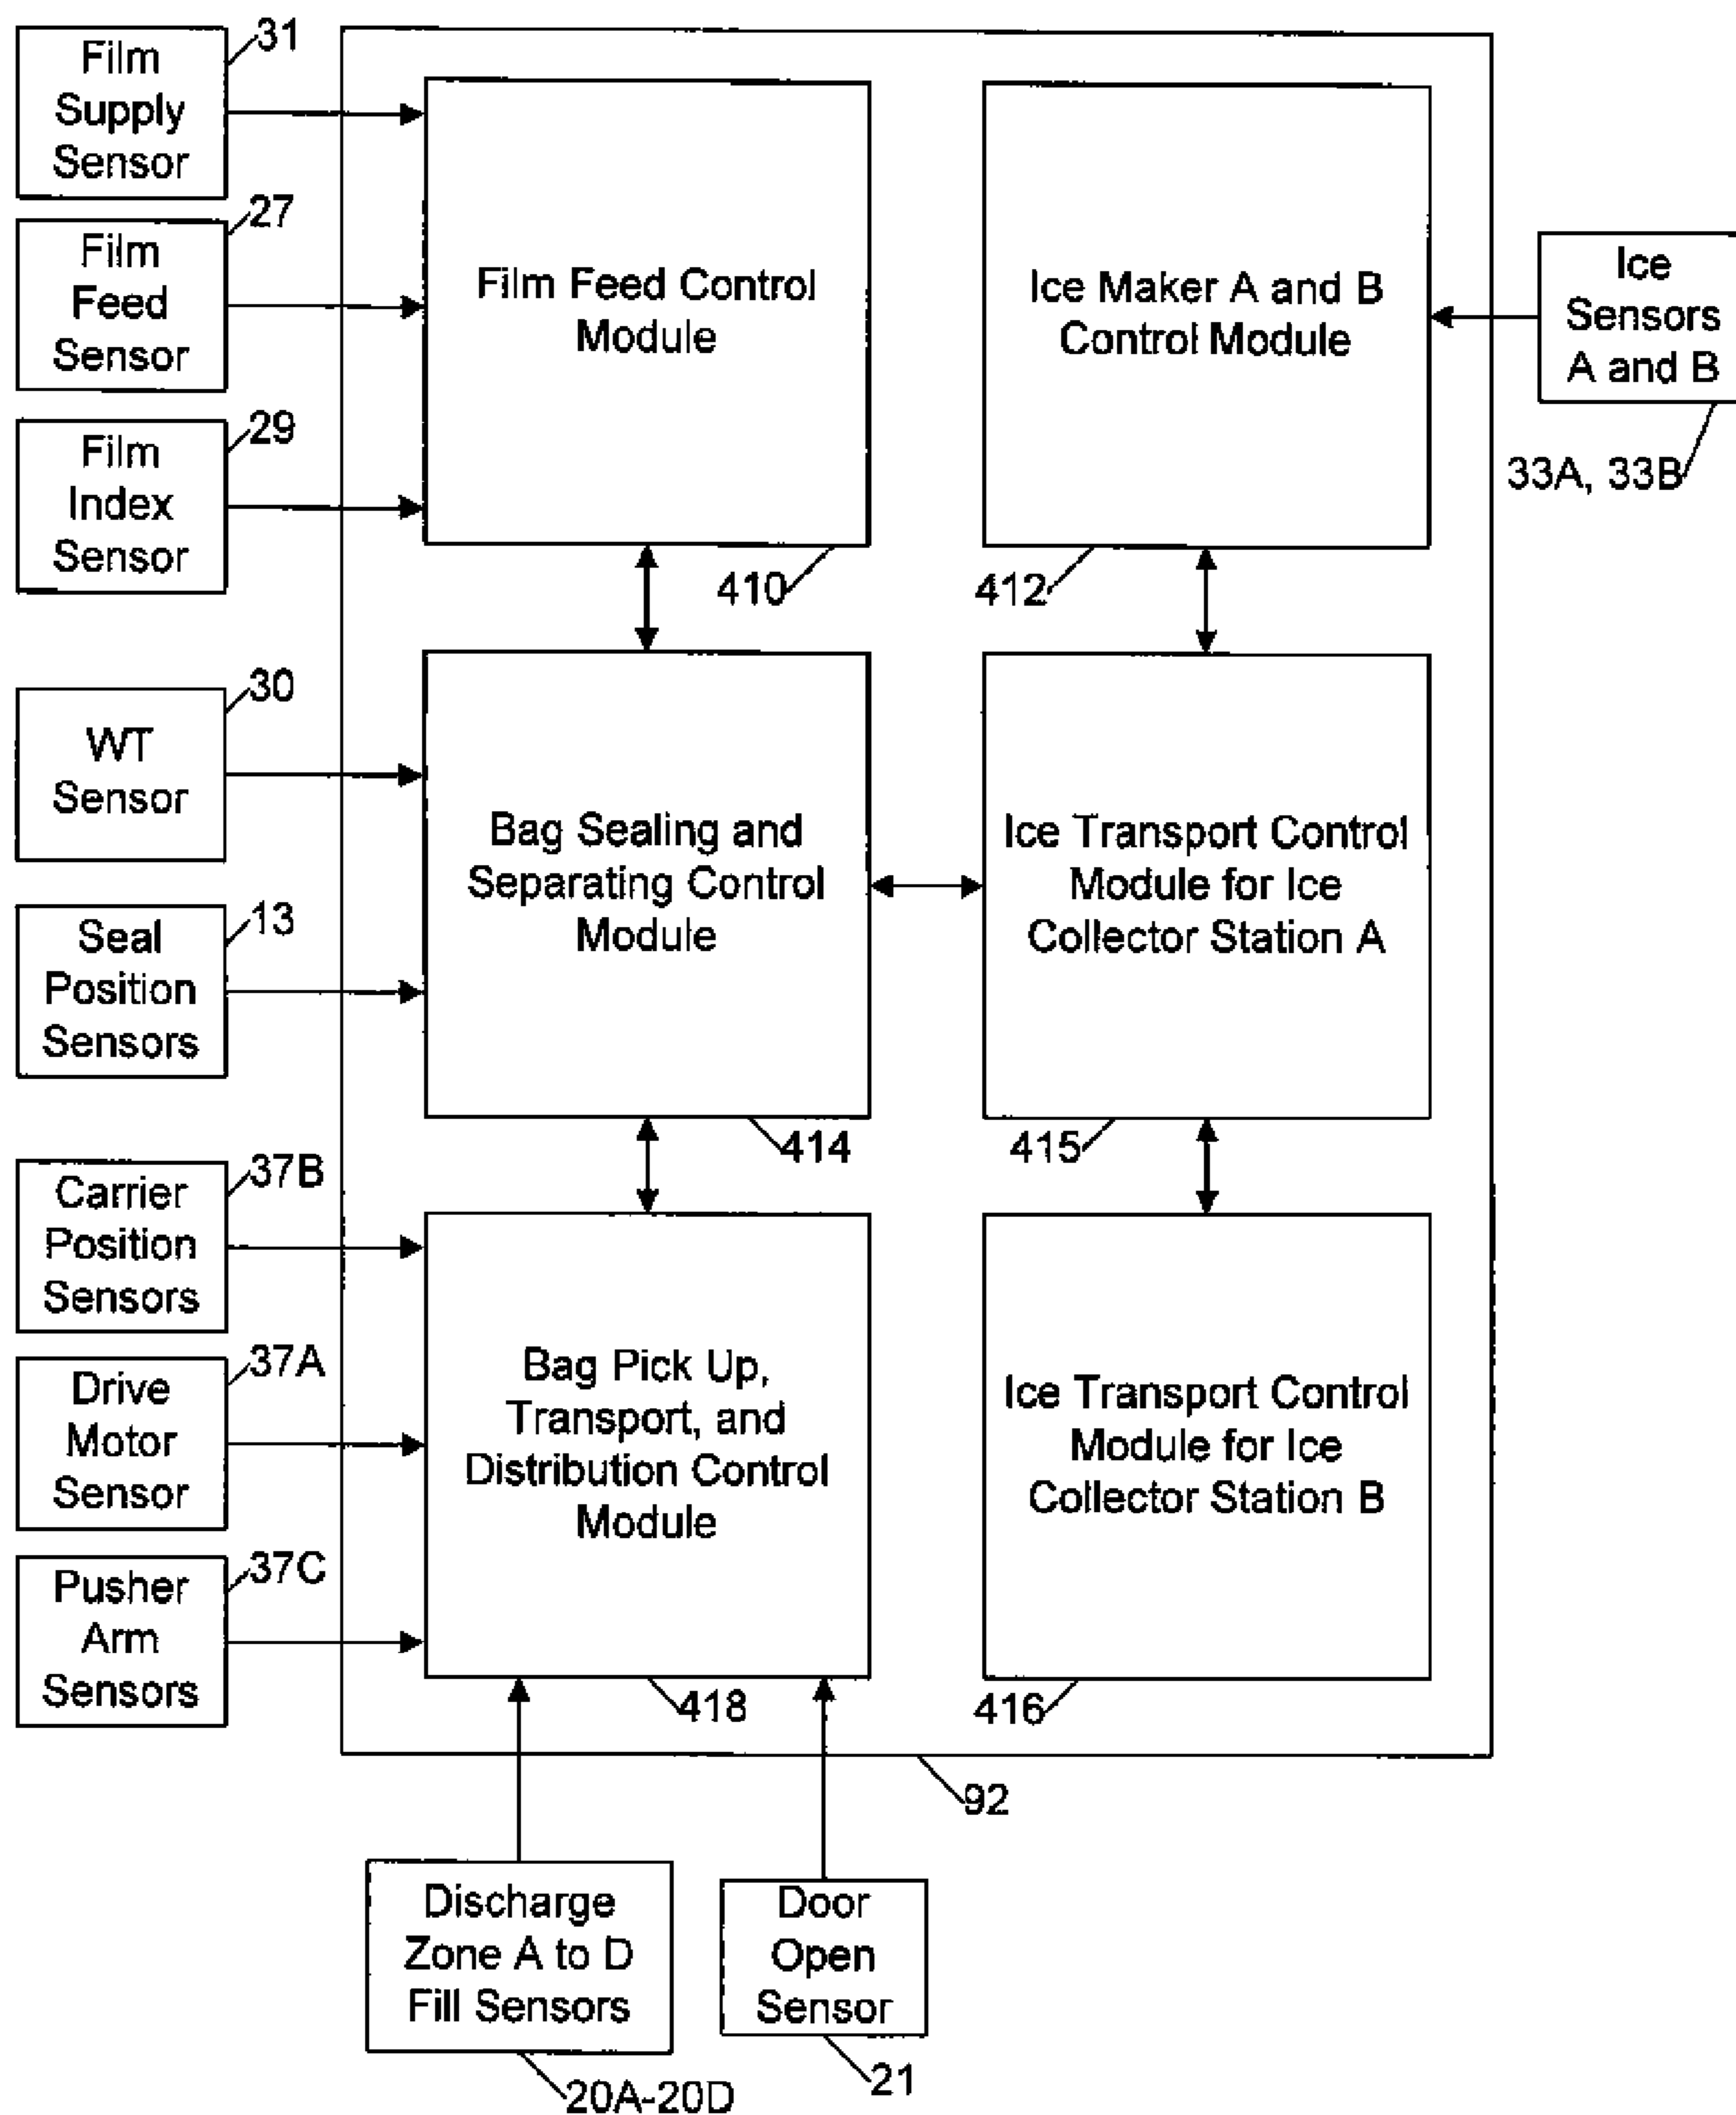 Film
Supply
Sensor
31
Film
Feed
Sensor
27
Film
Index
Sensor
29
Film Feed Control
Module
410
Ice Maker A and B
Control Module
412
Ice
Sensors
A and B
33A, 33B
WT
Sensor
30
Seal
Position
Sensors
13
Bag Sealing and
Separating Control
Module
414
Ice Transport Control
Module for Ice
Collector Station A
415
Carrier
Position
Sensors
37B
Drive
Motor
Sensor
37A
Pusher
Arm
Sensors
37C
Bag Pick Up,
Transport, and
Distribution Control
Module
418
Ice Transport Control
Module for Ice
Collector Station B
416
92
Discharge
Zone A to D
Fill Sensors
20A-20D
Door
Open
Sensor
21